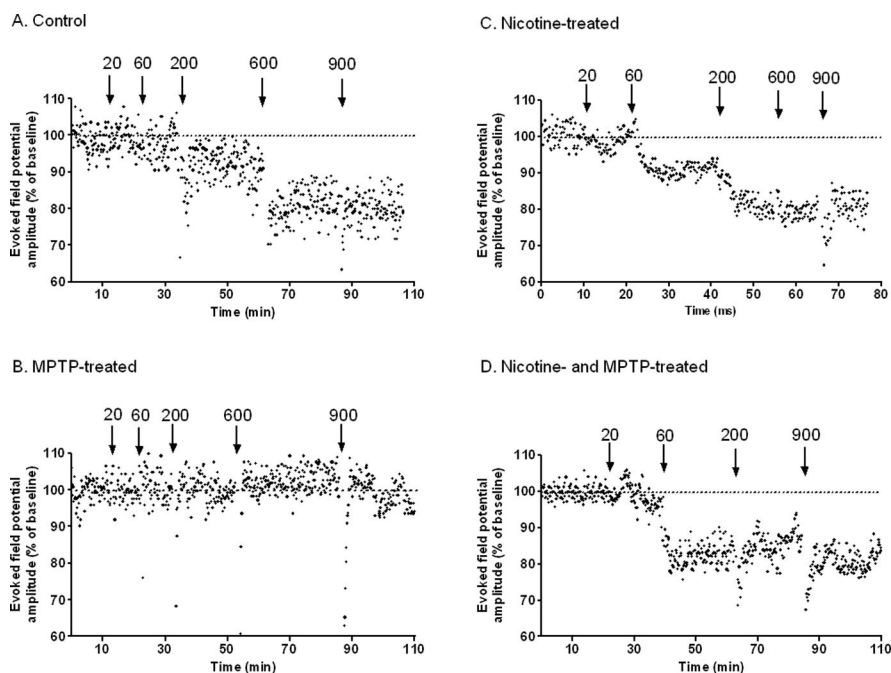 A. Control
20 60 200 600 900
110
100
90
80
70
60
Evoked field potential
amplitude (% of baseline)
10 30 50 70 90 110
Time (min)
C. Nicotine-treated
20 60 200 600 900
110
100
90
80
70
60
Evoked field potential
amplitude (% of baseline)
0 10 20 30 40 50 60 70 80
Time (ms)
B. MPTP-treated
20 60 200 600 900
110
100
90
80
70
60
Evoked field potential
amplitude (% of baseline)
10 30 50 70 90 110
Time (min)
D. Nicotine- and MPTP-treated
20 60 200 900
110
100
90
80
70
60
Evoked field potential
amplitude (% of baseline)
10 30 50 70 90 110
Time (min)